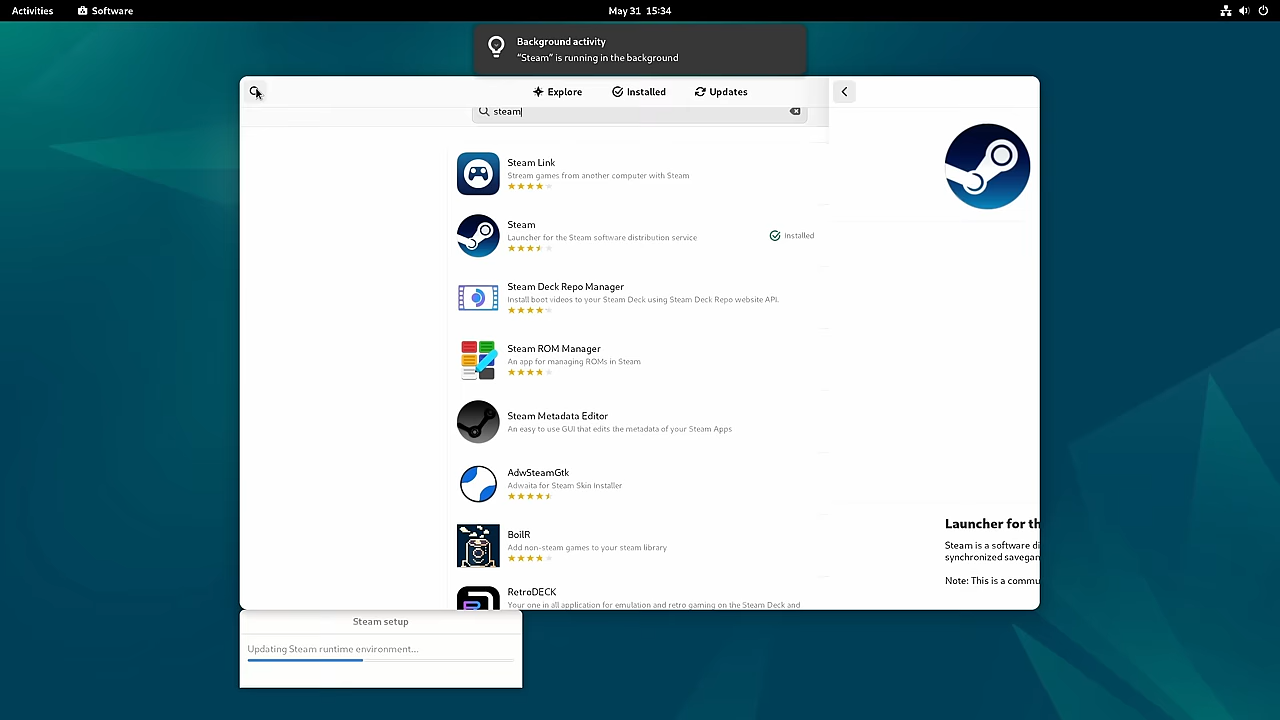 Activities
Software
May 31 15:34
Background activity
“Steam” is running in the background
Explore
Installed
Updates
steam
Steam Link
Stream games from another computer with Steam
Steam
Launcher for the Steam software distribution service
Installed
Steam Deck Repo Manager
Install boot videos to your Steam Deck using Steam Deck Repo website API.
Steam ROM Manager
An app for managing ROMs in Steam
Steam Metadata Editor
An easy to use GUI that edits the metadata of your Steam Apps
AdwSteamGtk
Adwaita for Steam Skin Installer
BoilR
Add non-steam games to your steam library
RetroDECK
Your one in all application for emulation and retro gaming on the Steam Deck and
Launcher for th
Steam is a software di
synchronized savegan
Note: This is a commu
Steam setup
Updating Steam runtime environment...